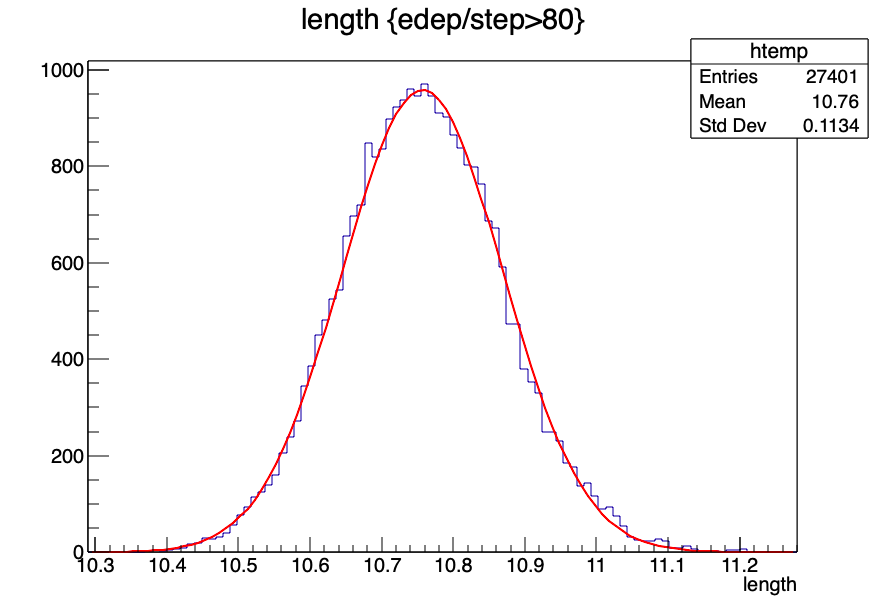 length {edep/step>80}
htemp
Entries 27401
Mean 10.76
Std Dev 0.1134
1000
800
600
400
200
0
10.3 10.4 10.5 10.6 10.7 10.8 10.9 11 11.1 11.2
length